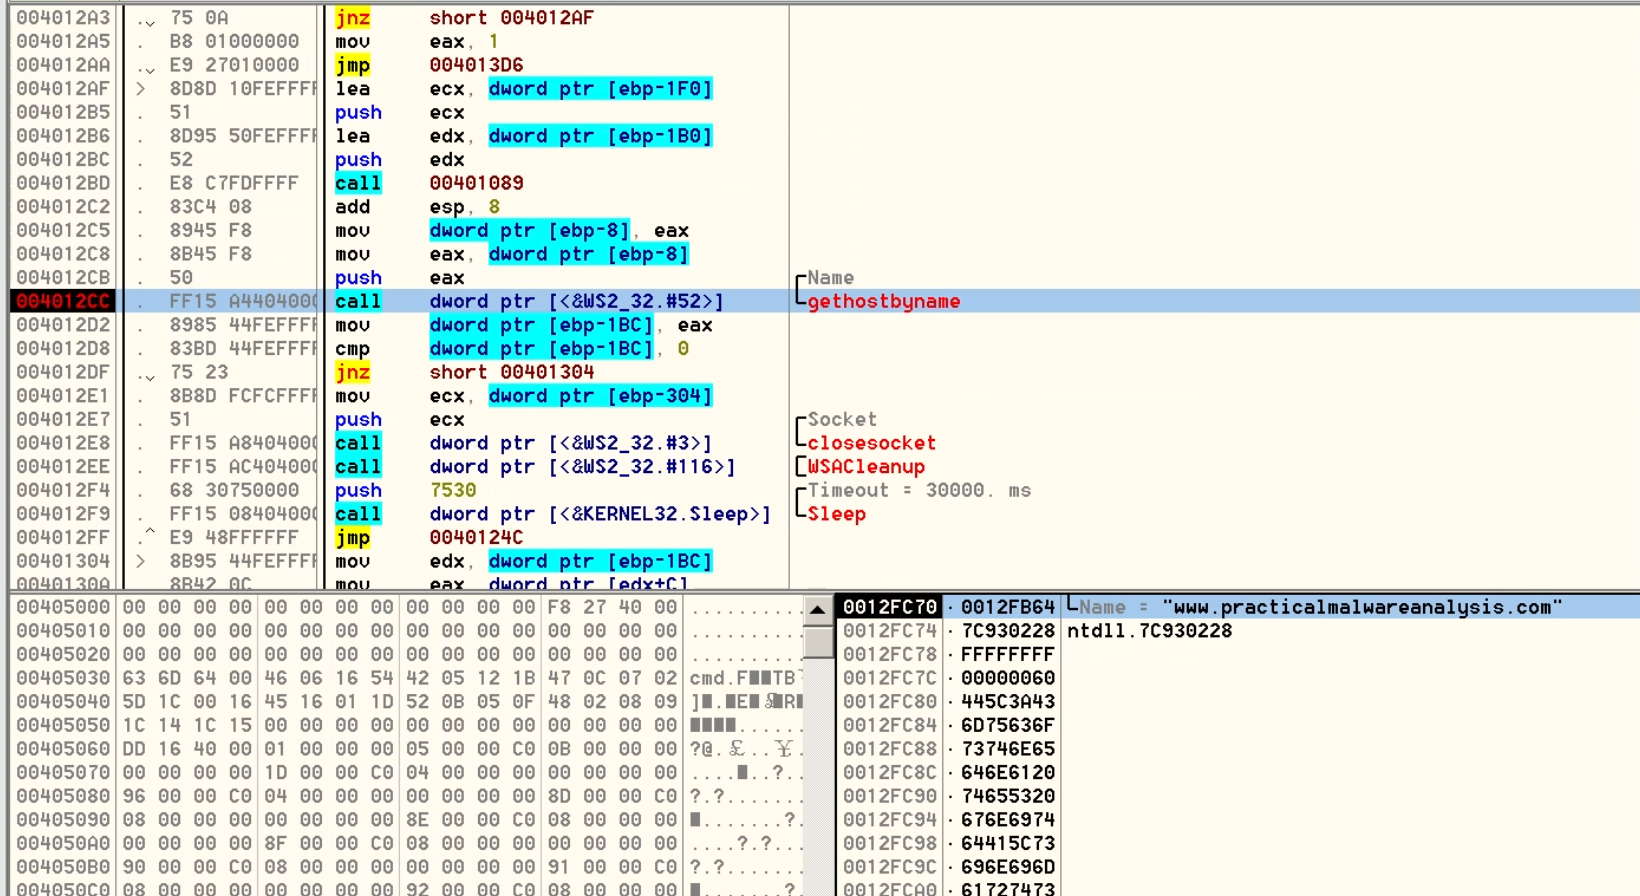 004012A3 .⌄ 75 0A jnz short 004012AF
004012A5 . B8 01000000 mov eax, 1
004012AA .⌄ E9 27010000 jmp 004013D6
004012AF > 8D8D 10FEFFFF lea ecx, dword ptr [ebp-1F0]
004012B5 . 51 push ecx
004012B6 . 8D95 50FEFFFF lea edx, dword ptr [ebp-1B0]
004012BC . 52 push edx
004012BD . E8 C7FDFFFF call 00401089
004012C2 . 83C4 08 add esp, 8
004012C5 . 8945 F8 mov dword ptr [ebp-8], eax
004012C8 . 8B45 F8 mov eax, dword ptr [ebp-8]
004012CB . 50 push eax Name
004012CC . FF15 A4404000 call dword ptr [<&WS2_32.#52>] gethostbyname
004012D2 . 8985 44FEFFFF mov dword ptr [ebp-1BC], eax
004012D8 . 83BD 44FEFFFF cmp dword ptr [ebp-1BC], 0
004012DF .⌄ 75 23 jnz short 00401304
004012E1 . 8B8D FCFCFFFF mov ecx, dword ptr [ebp-304]
004012E7 . 51 push ecx Socket
004012E8 . FF15 A8404000 call dword ptr [<&WS2_32.#3>] closesocket
004012EE . FF15 AC404000 call dword ptr [<&WS2_32.#116>] WSACleanup
004012F4 . 68 30750000 push 7530 Timeout = 30000. ms
004012F9 . FF15 08404000 call dword ptr [<&KERNEL32.Sleep>] Sleep
004012FF .^ E9 48FFFFFF jmp 0040124C
00401304 > 8B95 44FEFFFF mov edx, dword ptr [ebp-1BC]
0040130A . 8B42 0C mov eax, dword ptr [edx+C]
00405000 00 00 00 00 00 00 00 00 00 00 00 00 F8 27 40 00
00405010 00 00 00 00 00 00 00 00 00 00 00 00 00 00 00 00
00405020 00 00 00 00 00 00 00 00 00 00 00 00 00 00 00 00
00405030 63 6D 64 00 46 06 16 54 42 05 12 1B 47 0C 07 02 cmd.F■■TB
00405040 5D 1C 00 16 45 16 01 1D 52 0B 05 0F 48 02 08 09
00405050 1C 14 1C 15 00 00 00 00 00 00 00 00 00 00 00 00
00405060 DD 16 40 00 01 00 00 00 05 00 00 C0 0B 00 00 00
00405070 00 00 00 00 1D 00 00 C0 04 00 00 00 00 00 00 00
00405080 96 00 00 C0 04 00 00 00 00 00 00 00 8D 00 00 C0
00405090 08 00 00 00 00 00 00 00 8E 00 00 C0 08 00 00 00
004050A0 00 00 00 00 8F 00 00 C0 08 00 00 00 00 00 00 00
004050B0 90 00 00 C0 08 00 00 00 00 00 00 00 91 00 00 C0
004050C0 08 00 00 00 00 00 00 00 92 00 00 C0 08 00 00 00
0012FC70 · 0012FB64 Name = "www.practicalmalwareanalysis.com"
0012FC74 · 7C930228 ntdll.7C930228
0012FC78 · FFFFFFFF
0012FC7C · 00000060
0012FC80 · 445C3A43
0012FC84 · 6D75636F
0012FC88 · 73746E65
0012FC8C · 646E6120
0012FC90 · 74655320
0012FC94 · 676E6974
0012FC98 · 64415C73
0012FC9C · 696E696D
0012FCA0 · 61727473